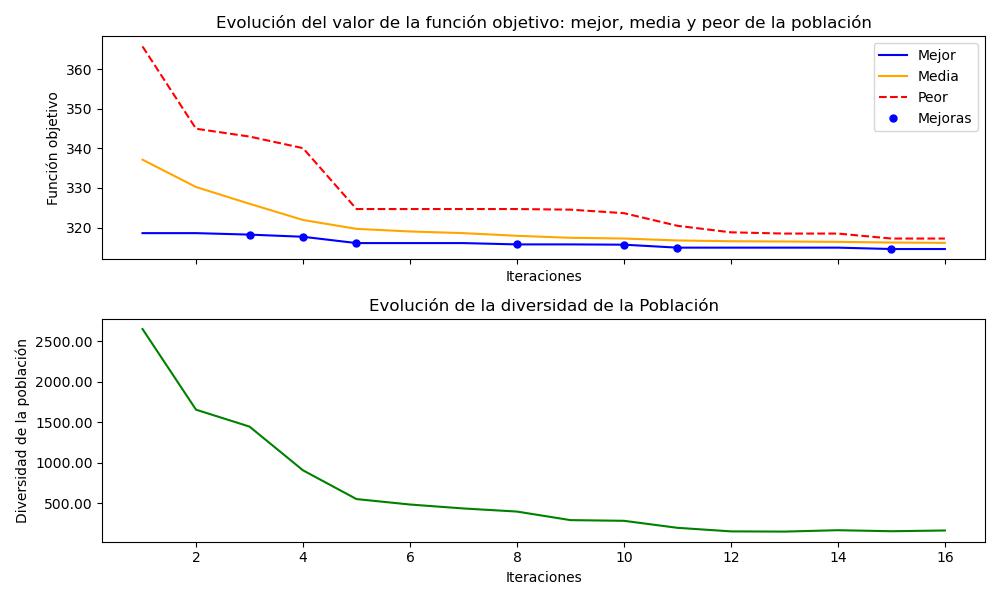 Evolución del valor de la función objetivo: mejor, media y peor de la población
Función objetivo
360
350
340
330
320
Mejor
Media
Peor
Mejoras
Iteraciones
Evolución de la diversidad de la Población
Diversidad de la población
2500.00
2000.00
1500.00
1000.00
500.00
2 4 6 8 10 12 14 16
Iteraciones